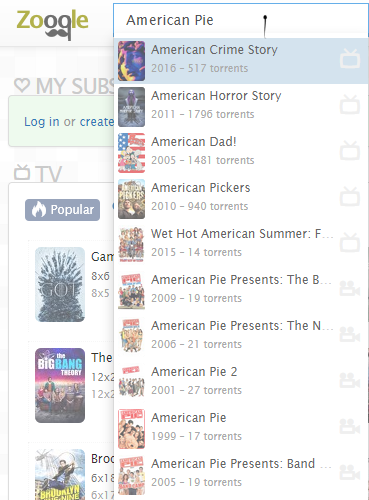 Zooqle
American Pie
American Crime Story
2016 – 517 torrents
American Horror Story
2011 – 1796 torrents
American Dad!
2005 – 1481 torrents
American Pickers
2010 – 940 torrents
Wet Hot American Summer: F...
2015 – 14 torrents
American Pie Presents: The B...
2009 – 19 torrents
American Pie Presents: The N...
2006 – 21 torrents
American Pie 2
2001 – 27 torrents
American Pie
1999 – 17 torrents
American Pie Presents: Band ...
2005 – 19 torrents
MY SUBS
Log in or create
TV
Popular
Gam
8x6
8x5
GOT
The
12x2
12x2
the BIG BANG THEORY
Brook
6x18
6x17
BROOKLYN NINE-NINE